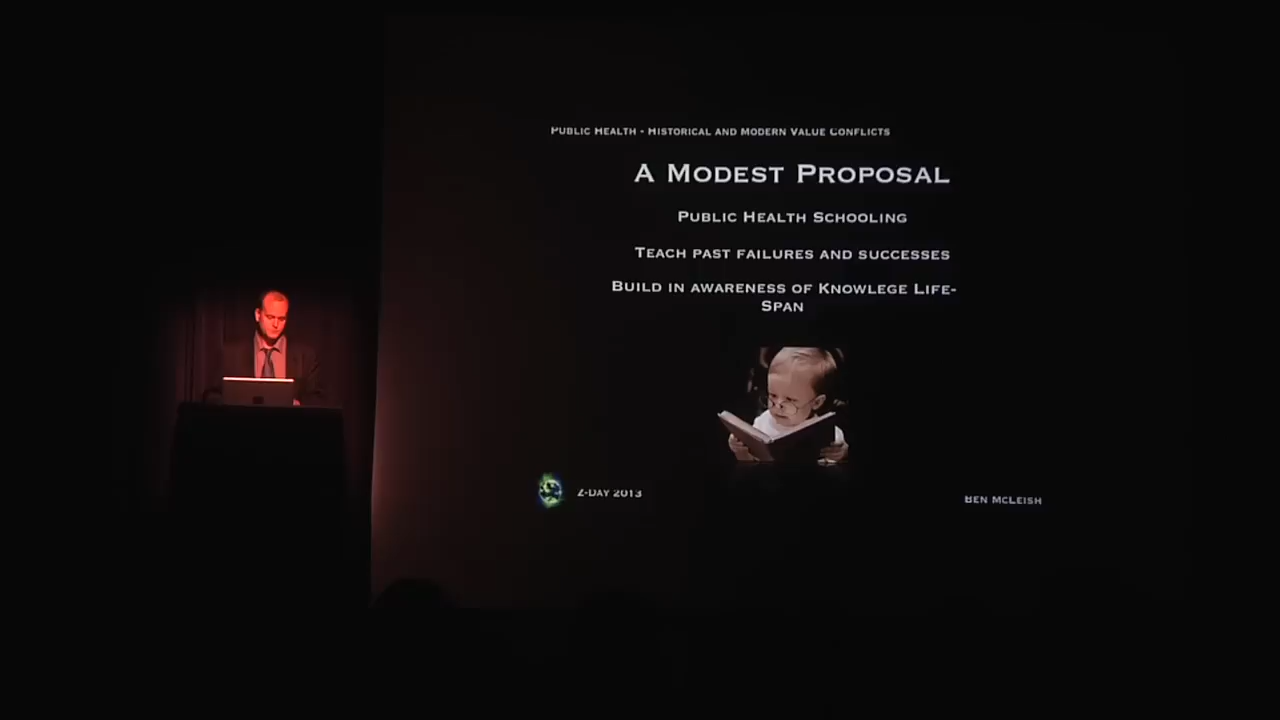 Public Health - Historical and Modern Value Conflicts
A Modest Proposal
Public Health Schooling
Teach past failures and successes
Build in awareness of Knowlege Life-
Span
Z-Day 2013
Ben McLeish